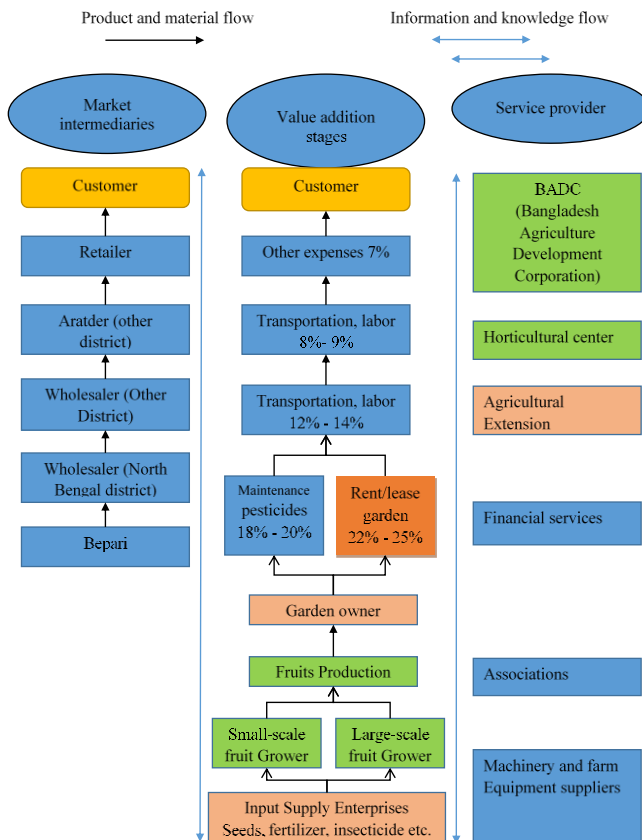 Product and material flow
Information and knowledge flow
Market
intermediaries
Value addition
stages
Service provider
Customer
Retailer
Aratder (other
district)
Wholesaler (Other
District)
Wholesaler (North
Bengal district)
Bepari
Customer
Other expenses 7%
Transportation, labor
8%- 9%
Transportation, labor
12% - 14%
Maintenance
pesticides
18% - 20%
Rent/lease
garden
22% - 25%
Garden owner
Fruits Production
Small-scale
fruit Grower
Large-scale
fruit Grower
Input Supply Enterprises
Seeds, fertilizer, insecticide etc.
BADC
(Bangladesh
Agriculture
Development
Corporation)
Horticultural center
Agricultural
Extension
Financial services
Associations
Machinery and farm
Equipment suppliers